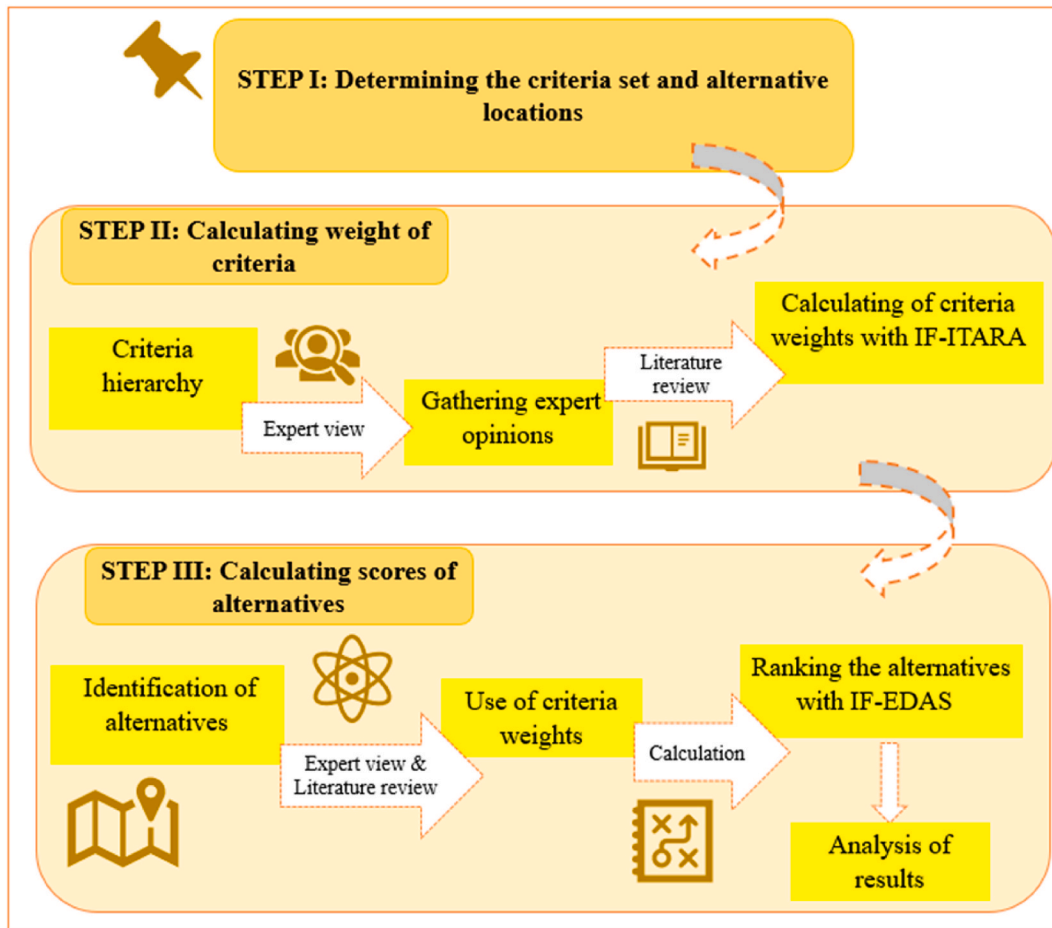 STEP I: Determining the criteria set and alternative
locations
STEP II: Calculating weight of
criteria
Criteria
hierarchy
Expert view
Gathering expert
opinions
Literature
review
Calculating of criteria
weights with IF-ITARA
STEP III: Calculating scores of
alternatives
Identification of
alternatives
Expert view &
Literature review
Use of criteria
weights
Calculation
Ranking the alternatives
with IF-EDAS
Analysis of
results